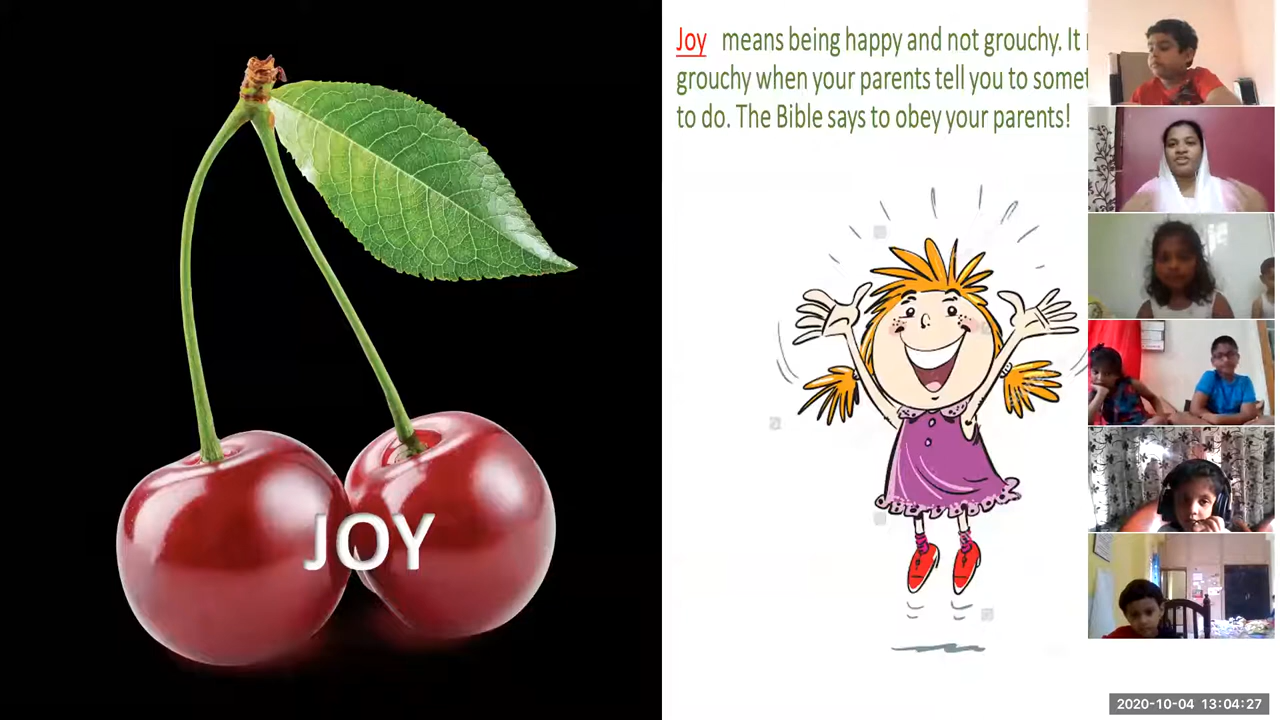 JOY
Joy means being happy and not grouchy. It
grouchy when your parents tell you to
to do. The Bible says to obey your parents!
2020-10-04 13:04:27